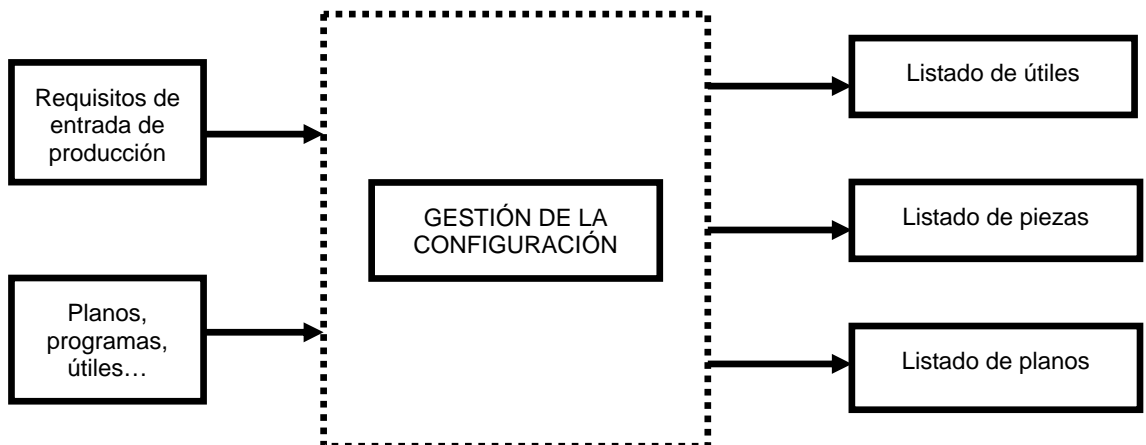 Requisitos de
entrada de
producción
Planos,
programas,
útiles…
GESTIÓN DE LA
CONFIGURACIÓN
Listado de útiles
Listado de piezas
Listado de planos